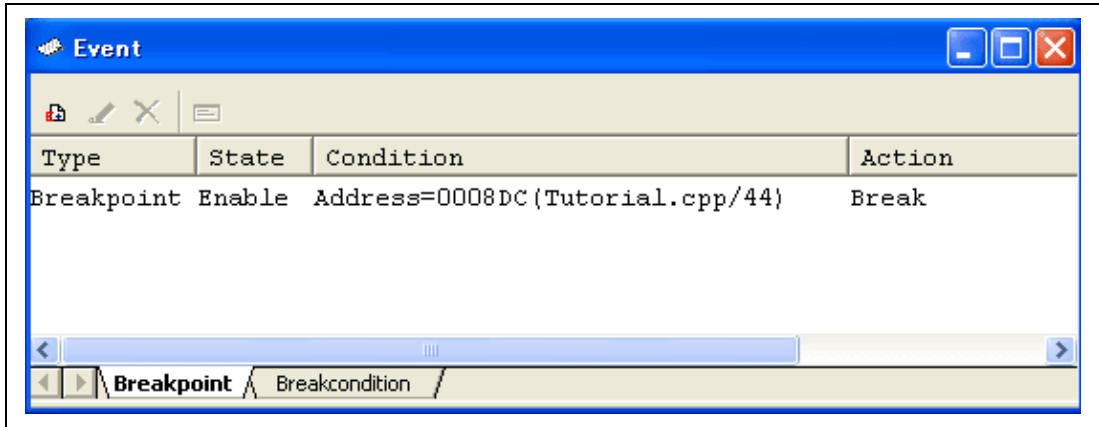 Event
Type State Condition Action
Breakpoint Enable Address=0008DC(Tutorial.cpp/44) Break
Breakpoint Breakcondition